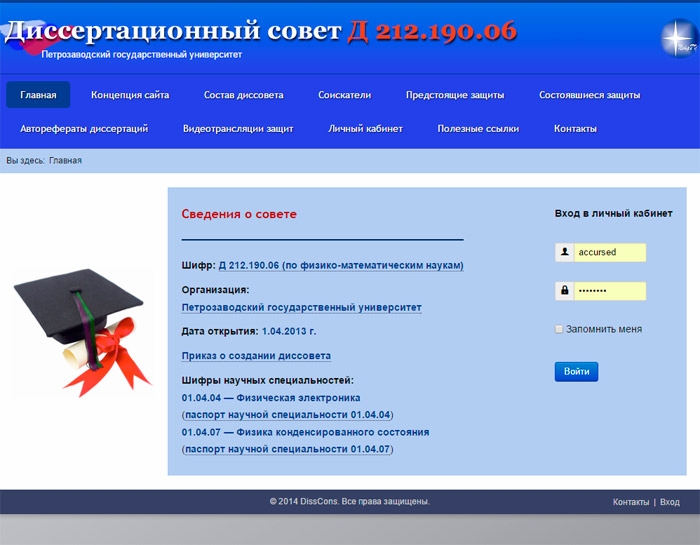 Диссертационный совет Д 212.190.06
Петрозаводский государственный университет
Главная Концепция сайта Состав диссовета Соискатели Предстоящие защиты Состоявшиеся защиты
Авторефераты диссертаций Видеотрансляции защит Личный кабинет Полезные ссылки Контакты
Вы здесь: Главная
Сведения о совете
Шифр: Д 212.190.06 (по физико-математическим наукам)
Организация:
Петрозаводский государственный университет
Дата открытия: 1.04.2013 г.
Приказ о создании диссовета
Шифры научных специальностей:
01.04.04 — Физическая электроника
(паспорт научной специальности 01.04.04)
01.04.07 — Физика конденсированного состояния
(паспорт научной специальности 01.04.07)
Вход в личный кабинет
accursed
••••••••
Запомнить меня
Войти
© 2014 DissCons. Все права защищены.
Контакты | Вход